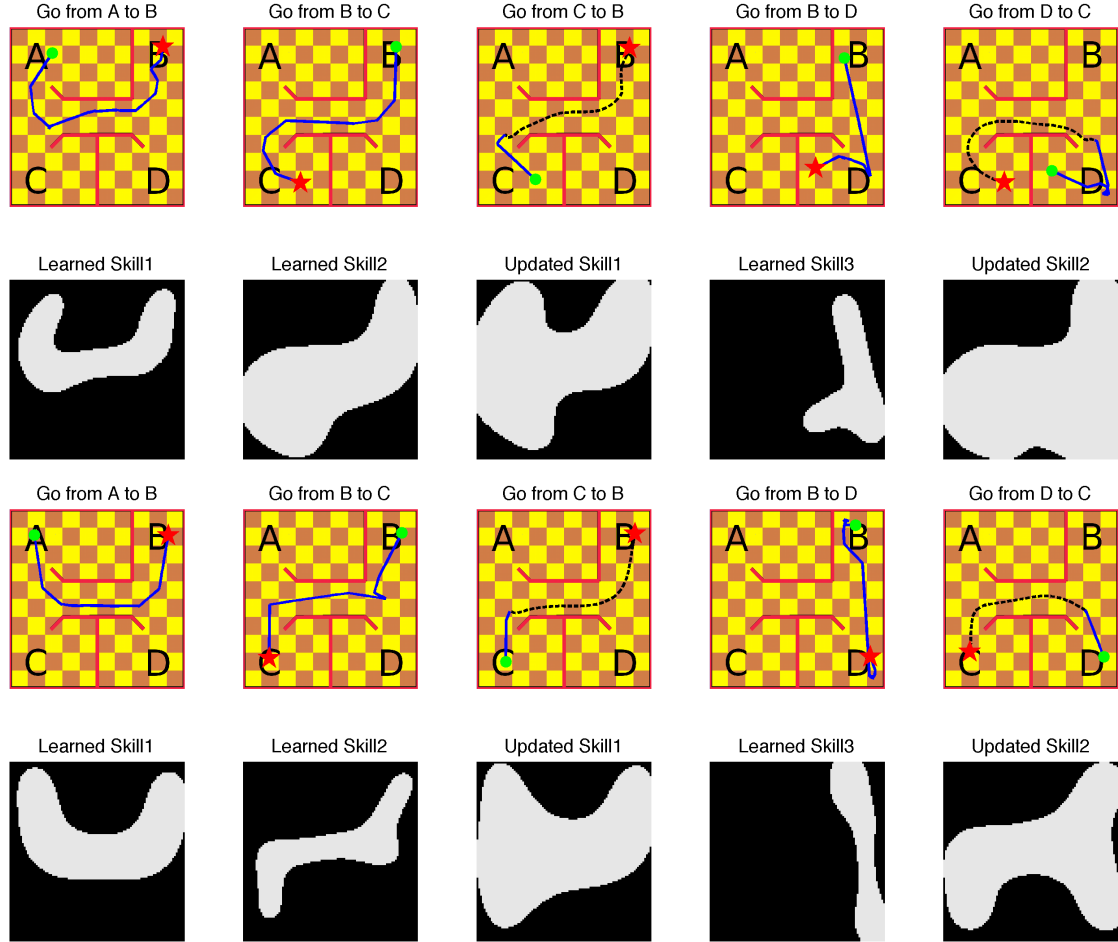 Go from A to B Go from B to C Go from C to B Go from B to D Go from D to C
A B A B A B A B A B
C D C D C D C D C D
Learned Skill1 Learned Skill2 Updated Skill1 Learned Skill3 Updated Skill2
Go from A to B Go from B to C Go from C to B Go from B to D Go from D to C
A B A B A B A B A B
C D C D C D C D C D
Learned Skill1 Learned Skill2 Updated Skill1 Learned Skill3 Updated Skill2